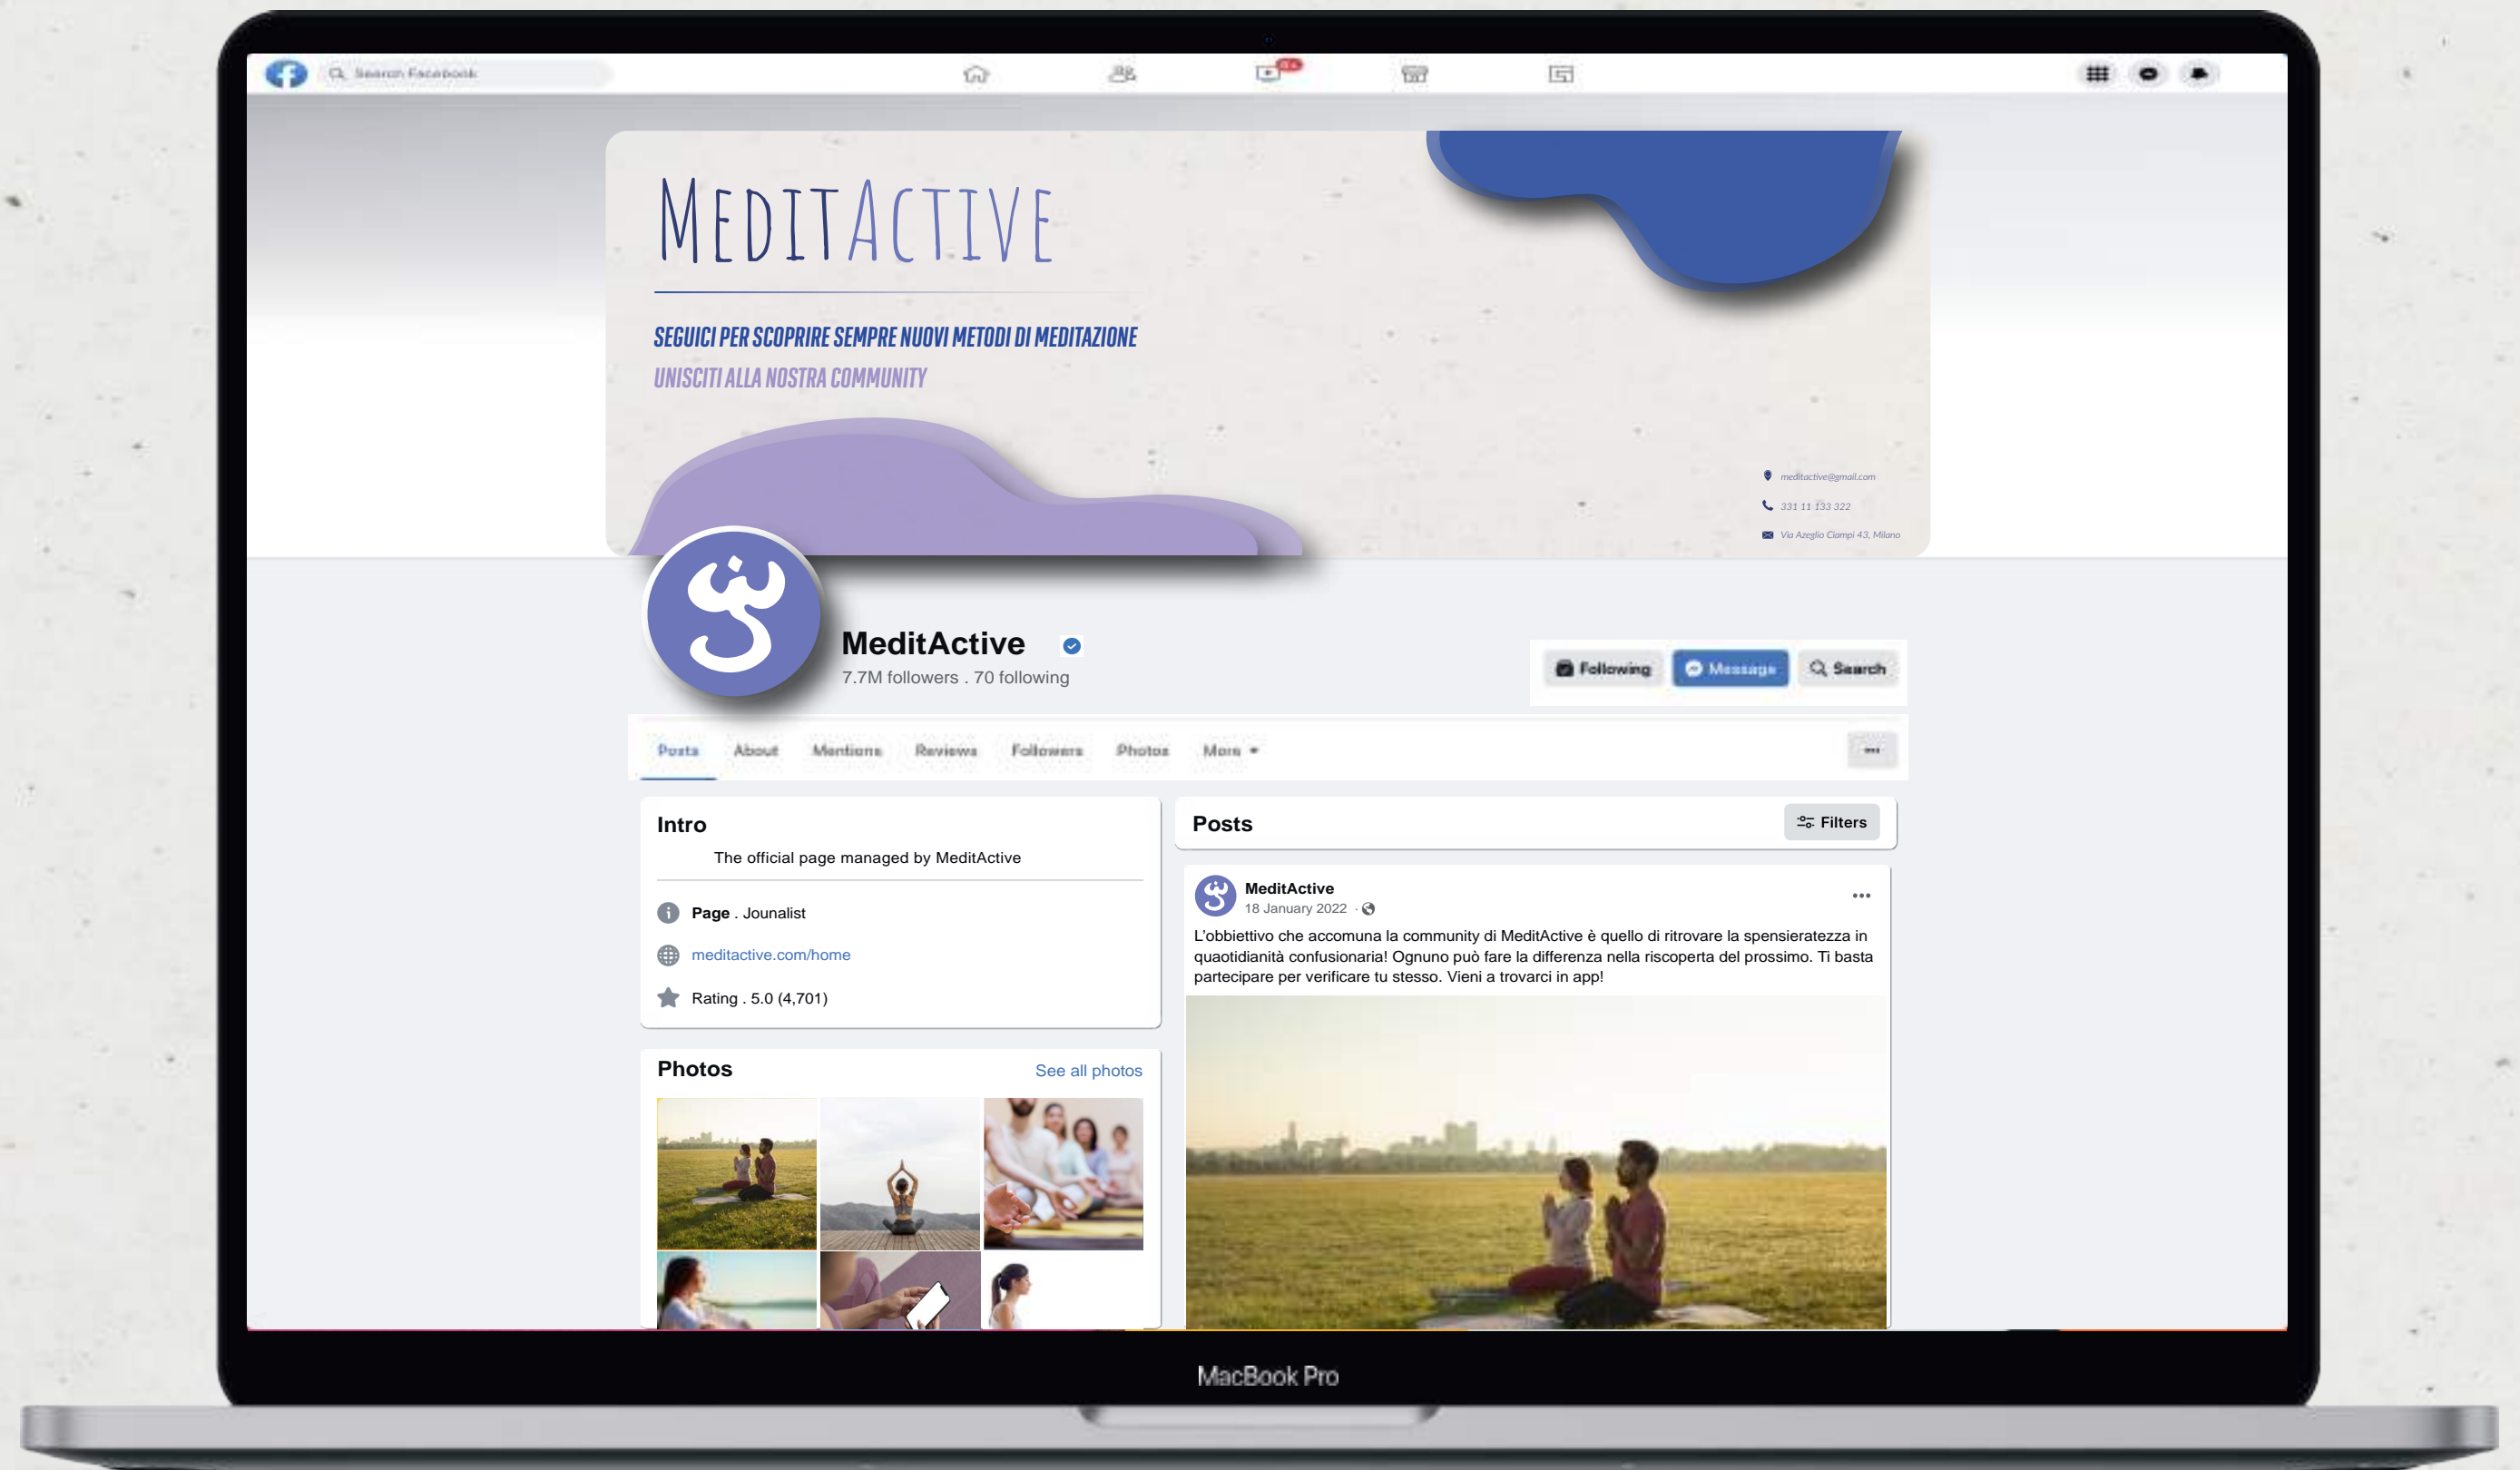 Search Facebook
MEDITACTIVE
SEGUICI PER SCOPRIRE SEMPRE NUOVI METODI DI MEDITAZIONE
UNISCITI ALLA NOSTRA COMMUNITY
meditactive@gmail.com
331 11 133 322
Via Azeglio Ciampi 43, Milano
MeditActive
7.7M followers . 70 following
Following Message Search
Posts About Mentions Reviews Followers Photos More
Intro
The official page managed by MeditActive
Page . Jounalist
meditactive.com/home
Rating . 5.0 (4,701)
Photos See all photos
Posts Filters
MeditActive
18 January 2022 ·
L'obbiettivo che accomuna la community di MeditActive è quello di ritrovare la spensieratezza in
quaotidianità confusionaria! Ognuno può fare la differenza nella riscoperta del prossimo. Ti basta
partecipare per verificare tu stesso. Vieni a trovarci in app!
MacBook Pro